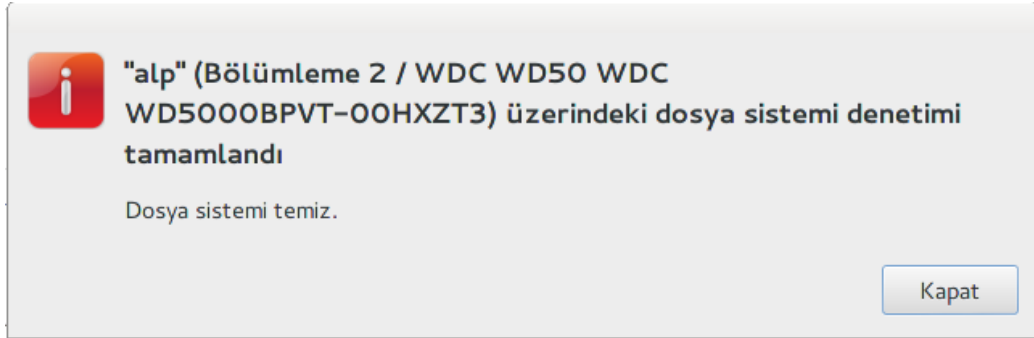 "alp" (Bölümleme 2 / WDC WD50 WDC
WD5000BPVT-00HXZT3) üzerindeki dosya sistemi denetimi
tamamlandı
Dosya sistemi temiz.
Kapat